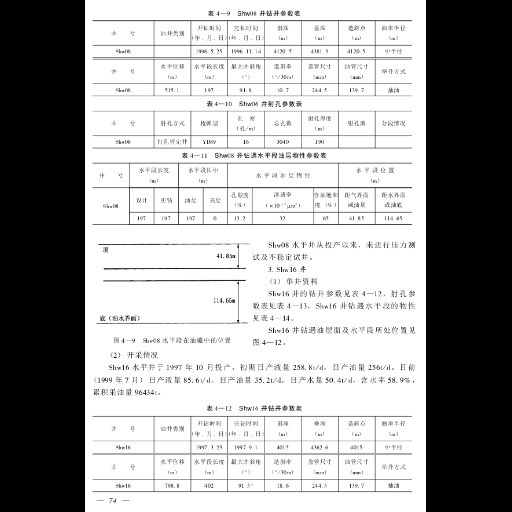 表 4—9 Shw08 井钻井参数表
井 号 油井类别 开钻时间 完钻时间 斜深 垂深 造斜点 曲率半径
(年．月．日) (年．月．日) (m) (m) (m) (m)
Shw08 1996.5.25 1996.11.14 4120.5 4381.3 4120.5 中半径
井 号 水平位移 水平段长度 最大井斜角 造斜率 套管尺寸 油管尺寸 举升方式
(m) (m) (°) (°/30m) (mm) (mm)
Shw08 515.1 197 91.8 10.7 244.5 139.7 抽油
表 4—10 Shw08 井射孔参数表
井 号 射孔方式 枪弹型 孔 密 总孔数 射孔厚度 射孔液 分段情况
(孔/m) (m)
Shw08 YD89 16 3040 190
表 4—11 Shw08 井钻遇水平段油层物性参数表
井 号 水平段长度 水平段长中 水 平 段 油 层 物 性 水 平 段 位 置
(m) (m) (m)
设计 实钻 油层 夹层 孔隙度 渗透率 含油饱和 距气界面 距水界面
Shw08 (%) (×10⁻³μm²) 度（%） 或油顶 或油底
197 197 197 0 13.2 32 65 41.85 114.65
顶
41.85m
114.65m
底（油水界面）
图 4—9 Shw08 水平段在油藏中的位置
Shw08 水平井从投产以来，未进行压力测
试及不稳定试井。
3. Shw16 井
（1）单井资料
Shw16 井的钻井参数见表 4—12，射孔参
数表见表 4—13，Shw16 井钻遇水平段的物性
见表 4—14。
Shw16 井钻遇油层面及水平段所处位置见
图 4—12。
（2）开采情况
Shw16 水平井于 1997 年 10 月投产。初期日产液量 258.8t/d，日产油量 256t/d。目前
（1999 年 7 月）日产液量 85.6t/d，日产油量 35.2t/d，日产水量 50.4t/d，含水率 58.9%，
累积采油量 96434t。
表 4—12 Shw16 井钻井参数表
井 号 油井类别 开钻时间 完钻时间 斜深 垂深 造斜点 曲率半径
(年．月．日) (年．月．日) (m) (m) (m) (m)
Shw16 1997.3.23 1997.9.1 4017 4362.6 4015 中半径
井 号 水平位移 水平段长度 最大井斜角 造斜率 套管尺寸 油管尺寸 举升方式
(m) (m) (°) (°/30m) (mm) (mm)
Shw16 798.8 402 91.5° 18.6 244.5 139.7 抽油
— 74 —